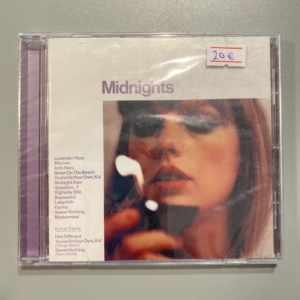 20€
Midnights
Lavender Haze
Maroon
Anti-Hero
Snow On The Beach
You're On Your Own, Kid
Midnight Rain
Question...?
Vigilante Shit
Bejeweled
Labyrinth
Karma
Sweet Nothing
Mastermind
Bonus Tracks
Hits Different
You're On Your Own, Kid
Sweet Nothing